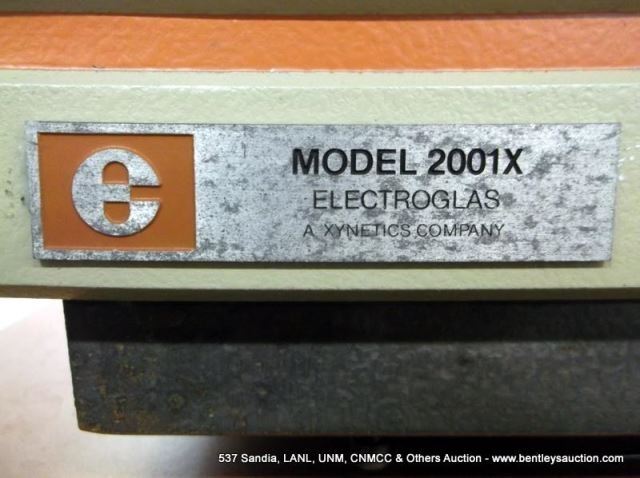 MODEL 2001X
ELECTROGLAS
A XYNETICS COMPANY
537 Sandia, LANL, UNM, CNMCC & Others Auction - www.bentleysauction.com